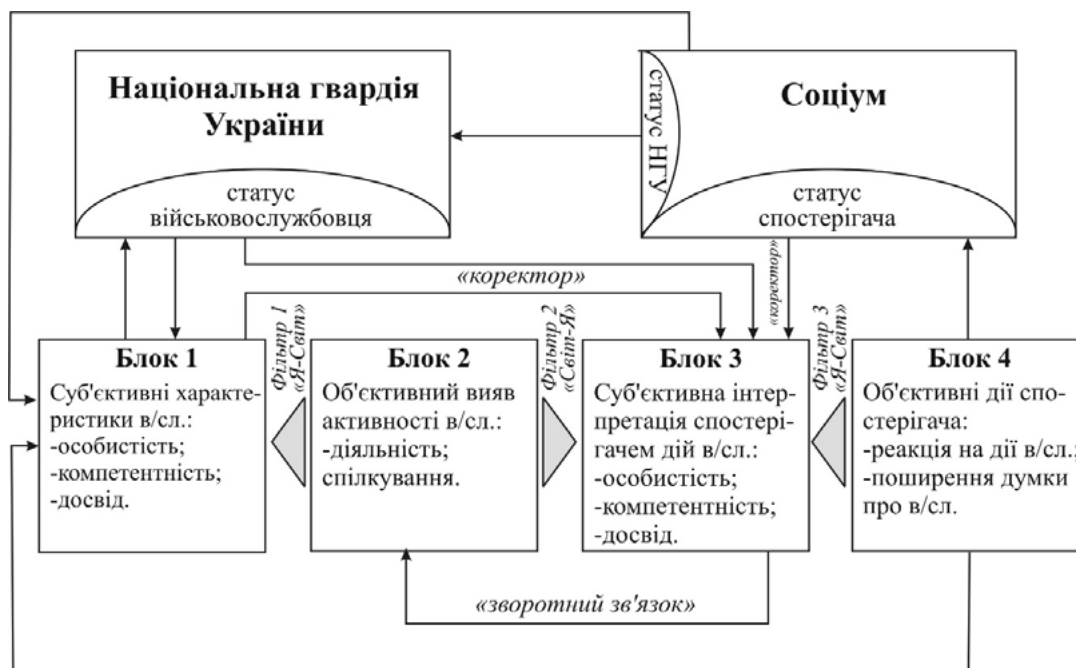 Національна гвардія
України
статус
військовослужбовця
Соціум
статус НГУ
статус
спостерігача
«коректор»
«коректор»
Блок 1
Суб'єктивні характе-
ристики в/сл.:
-особистість;
-компетентність;
-досвід.
Фільтр 1
«Я-Світ»
Блок 2
Об'єктивний вияв
активності в/сл.:
-діяльність;
спілкування.
Фільтр 2
«Світ-Я»
Блок 3
Суб'єктивна інтер-
претація спостері-
гачем дій в/сл.:
-особистість;
-компетентність;
-досвід.
Фільтр 3
«Я-Світ»
Блок 4
Об'єктивні дії спо-
стерігача:
-реакція на дії в/сл.;
-поширення думки
про в/сл.
«зворотний зв'язок»